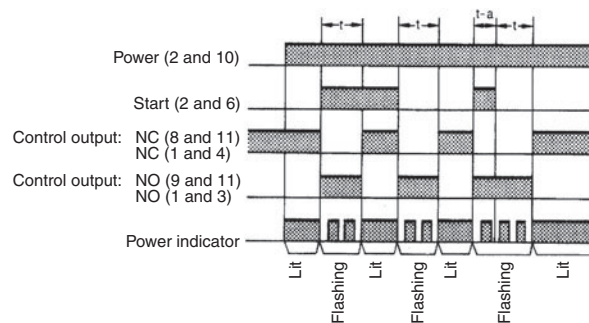 t t t-a t
Power (2 and 10)
Start (2 and 6)
Control output: NC (8 and 11)
NC (1 and 4)
Control output: NO (9 and 11)
NO (1 and 3)
Power indicator
Lit Flashing Lit Flashing Lit Flashing Lit